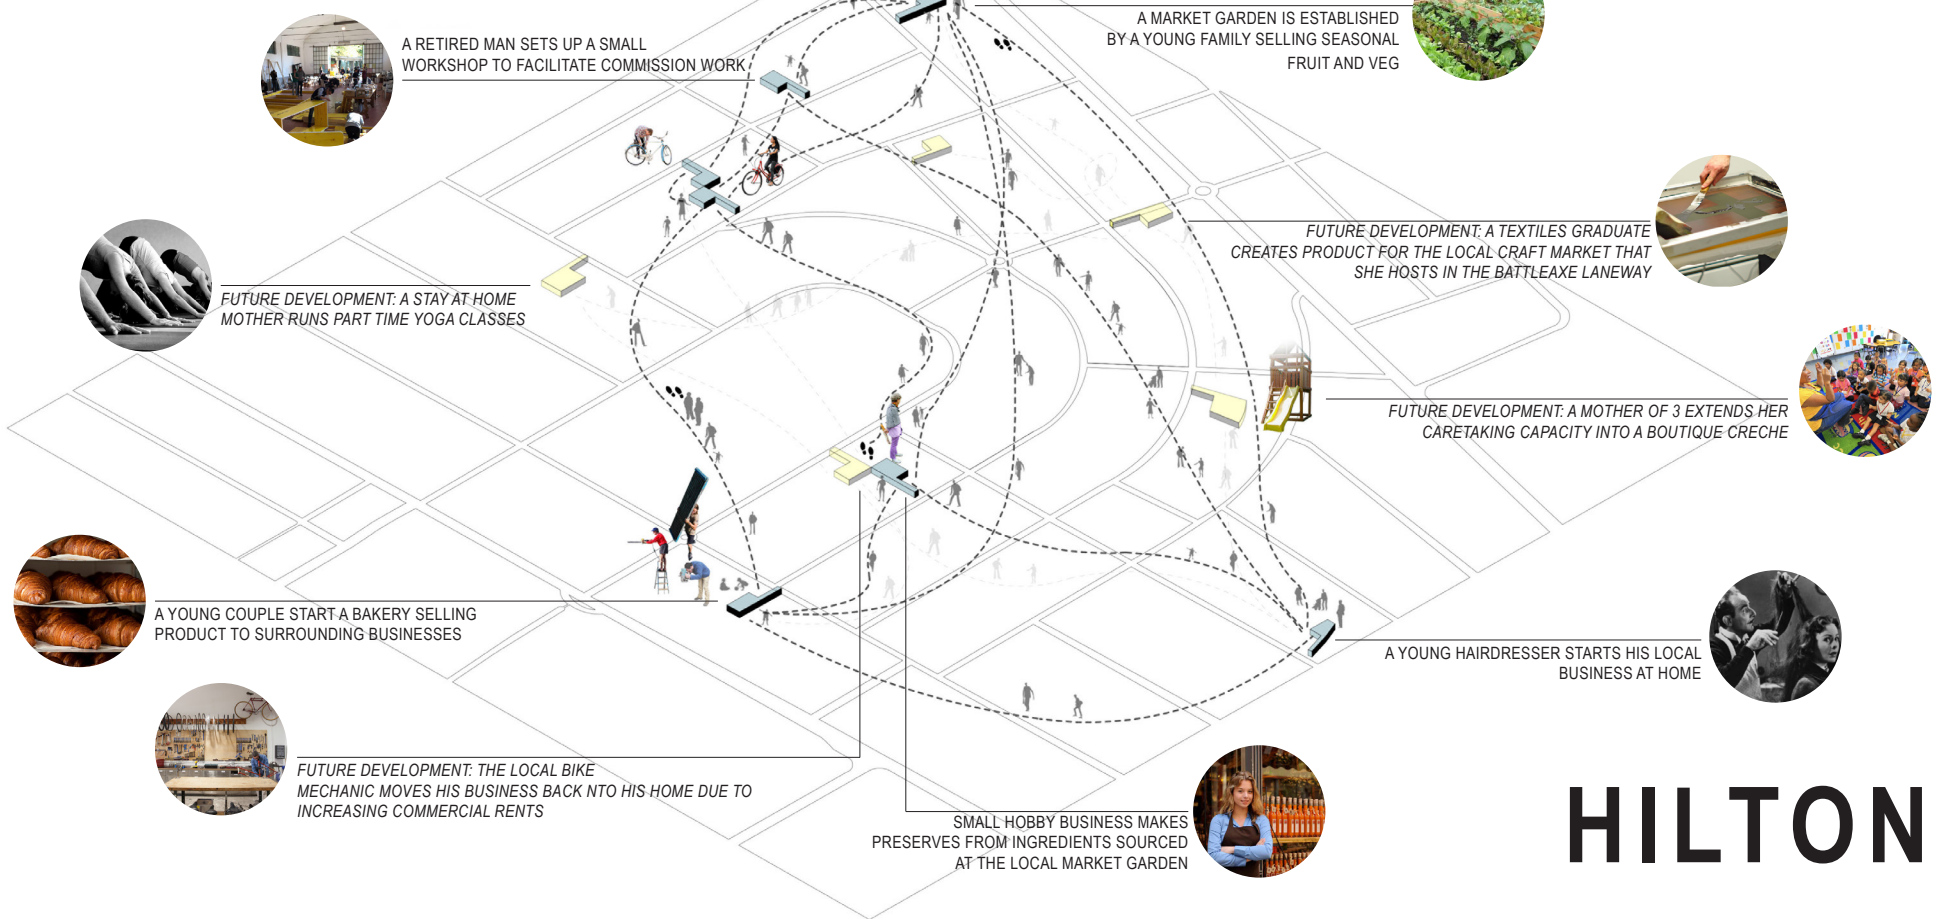 A RETIRED MAN SETS UP A SMALL
WORKSHOP TO FACILITATE COMMISSION WORK
A MARKET GARDEN IS ESTABLISHED
BY A YOUNG FAMILY SELLING SEASONAL
FRUIT AND VEG
FUTURE DEVELOPMENT: A TEXTILES GRADUATE
CREATES PRODUCT FOR THE LOCAL CRAFT MARKET THAT
SHE HOSTS IN THE BATTLEAXE LANEWAY
FUTURE DEVELOPMENT: A STAY AT HOME
MOTHER RUNS PART TIME YOGA CLASSES
FUTURE DEVELOPMENT: A MOTHER OF 3 EXTENDS HER
CARETAKING CAPACITY INTO A BOUTIQUE CRECHE
A YOUNG COUPLE START A BAKERY SELLING
PRODUCT TO SURROUNDING BUSINESSES
A YOUNG HAIRDRESSER STARTS HIS LOCAL
BUSINESS AT HOME
FUTURE DEVELOPMENT: THE LOCAL BIKE
MECHANIC MOVES HIS BUSINESS BACK NTO HIS HOME DUE TO
INCREASING COMMERCIAL RENTS
SMALL HOBBY BUSINESS MAKES
PRESERVES FROM INGREDIENTS SOURCED
AT THE LOCAL MARKET GARDEN
HILTON